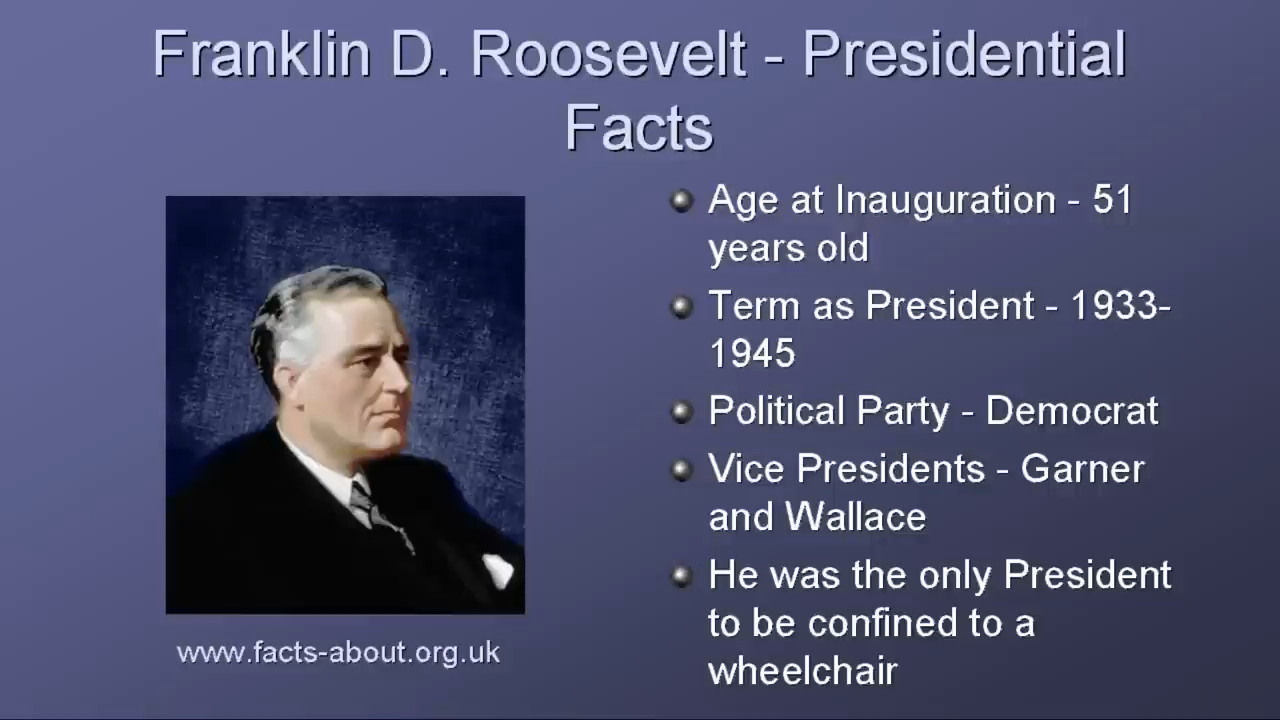 Franklin D. Roosevelt - Presidential
Facts
Age at Inauguration - 51
years old
Term as President - 1933-
1945
Political Party - Democrat
Vice Presidents - Garner
and Wallace
He was the only President
to be confined to a
wheelchair
www.facts-about.org.uk